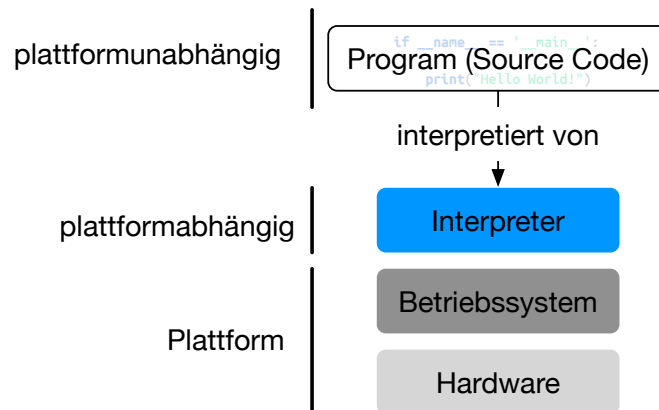 plattformunabhängig
if __name__ == '__main__':
Program (Source Code)
print("Hello World!")
interpretiert von
plattformabhängig
Interpreter
Betriebssystem
Plattform
Hardware